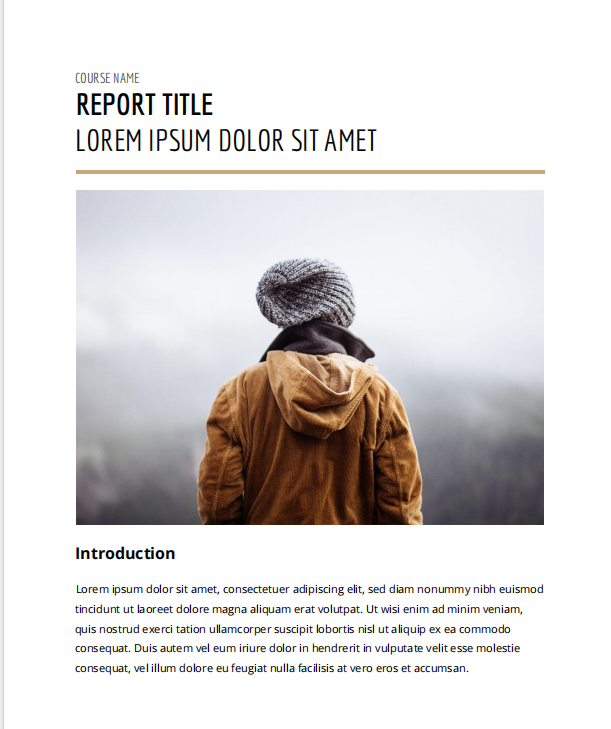 COURSE NAME
REPORT TITLE
LOREM IPSUM DOLOR SIT AMET
Introduction
Lorem ipsum dolor sit amet, consectetuer adipiscing elit, sed diam nonummy nibh euismod
tincidunt ut laoreet dolore magna aliquam erat volutpat. Ut wisi enim ad minim veniam,
quis nostrud exerci tation ullamcorper suscipit lobortis nisl ut aliquip ex ea commodo
consequat. Duis autem vel eum iriure dolor in hendrerit in vulputate velit esse molestie
consequat, vel illum dolore eu feugiat nulla facilisis at vero eros et accumsan.